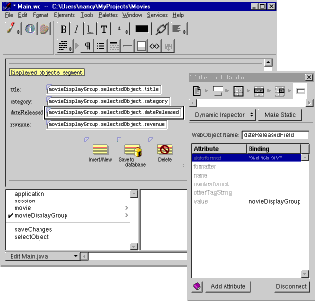 * Main.wc -- C:\Users\nancy\MyProjects\Movies
File Edit Format Elements Tools Window Services Help
Displayed objects segment.
title: movieDisplayGroup.selectedObject.title
category: movieDisplayGroup.selectedObject.category
dateReleased: movieDisplayGroup.selectedObject.dateReleased
revenue: movieDisplayGroup.selectedObject.revenue
Insert/New Save to database Delete
application
session
movie
movieDisplayGroup
saveChanges
selectObject
Edit Main.java
Dynamic Inspector Make Static
WebObject Name: dateReleasedField
Attribute Binding
dateformat
formatter
name
numberformat
otherTagString
value movieDisplayGroup
Add Attribute Disconnect